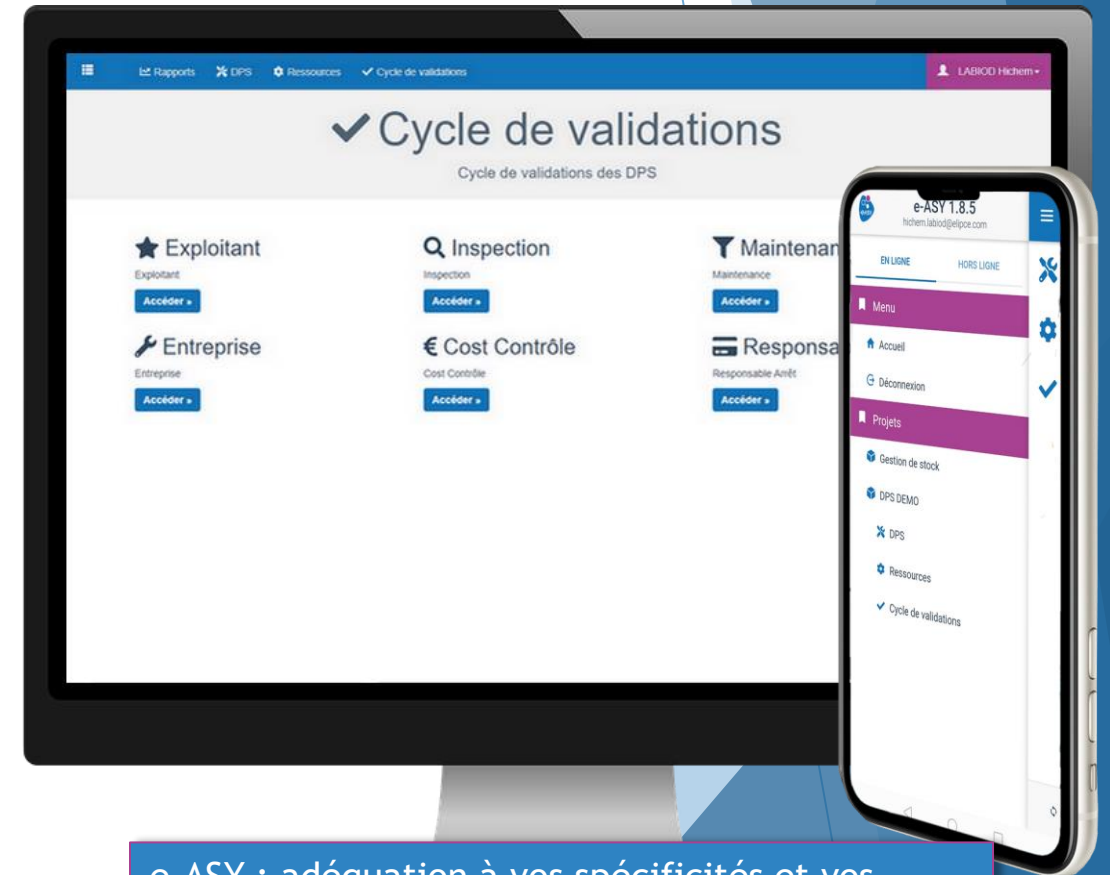 Rapports DPS Ressources Cycle de validations LABIOD Hichem
Cycle de validations
Cycle de validations des DPS
Exploitant
Exploitant
Accéder »
Inspection
Inspection
Accéder »
Maintenan
Maintenance
Accéder »
Entreprise
Entreprise
Accéder »
€ Cost Contrôle
Cost Contrôle
Accéder »
Responsa
Responsable Arrêt
Accéder »
e-ASY 1.8.5
hichem.labiod@elipce.com
EN LIGNE HORS LIGNE
Menu
Accueil
Déconnexion
Projets
Gestion de stock
DPS DEMO
DPS
Ressources
Cycle de validations
e-ASY : adéquation à vos spécificités et vos